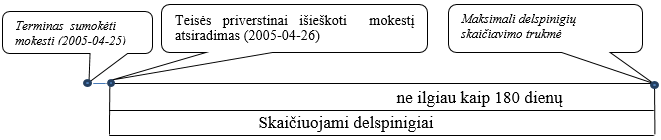 Terminas sumokėti
mokestį (2005-04-25)
Teisės priverstinai išieškoti mokestį
atsiradimas (2005-04-26)
Maksimali delspinigių
skaičiavimo trukmė
ne ilgiau kaip 180 dienų
Skaičiuojami delspinigiai